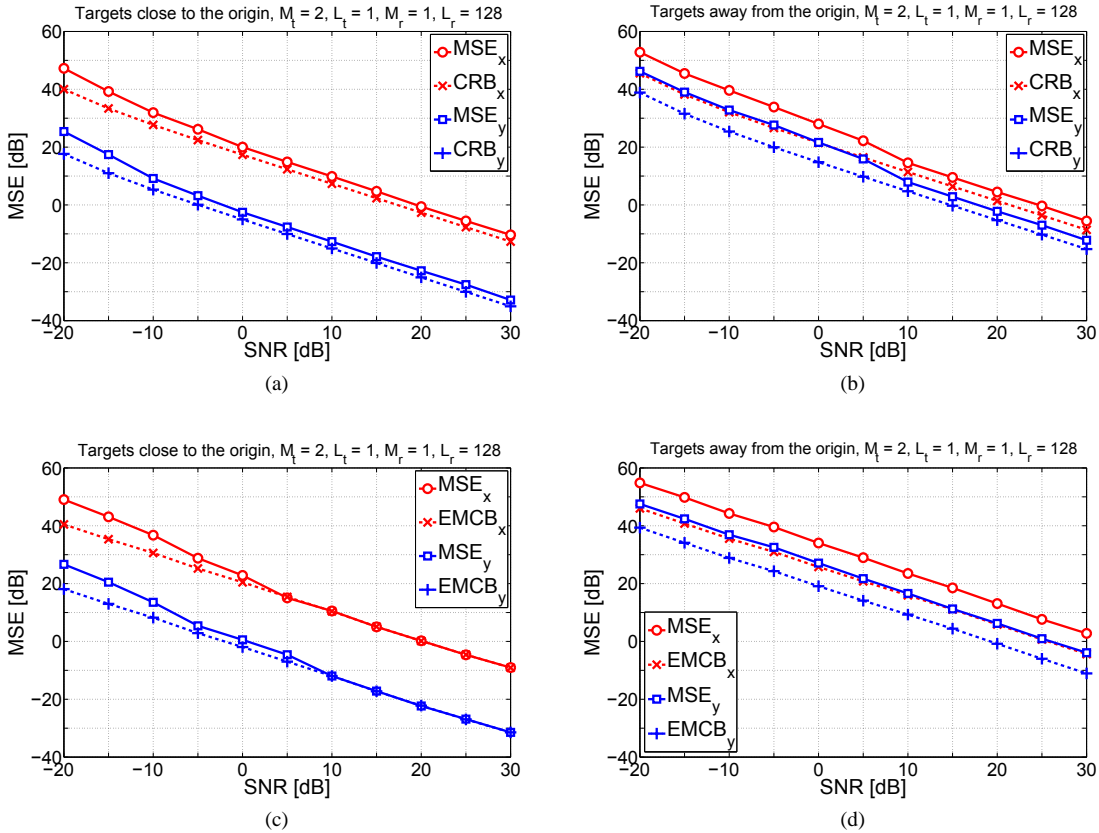 Targets close to the origin, M_t = 2, L_t = 1, M_r = 1, L_r = 128
MSE [dB]
60
40
20
0
−20
−40
−20
−10
0
10
20
30
SNR [dB]
MSE_x
CRB_x
MSE_y
CRB_y
(a)
Targets away from the origin, M_t = 2, L_t = 1, M_r = 1, L_r = 128
MSE [dB]
60
40
20
0
−20
−40
−20
−10
0
10
20
30
SNR [dB]
MSE_x
CRB_x
MSE_y
CRB_y
(b)
Targets close to the origin, M_t = 2, L_t = 1, M_r = 1, L_r = 128
MSE [dB]
60
40
20
0
−20
−40
−20
−10
0
10
20
30
SNR [dB]
MSE_x
EMCB_x
MSE_y
EMCB_y
(c)
Targets away from the origin, M_t = 2, L_t = 1, M_r = 1, L_r = 128
MSE [dB]
60
40
20
0
−20
−40
−20
−10
0
10
20
30
SNR [dB]
MSE_x
EMCB_x
MSE_y
EMCB_y
(d)